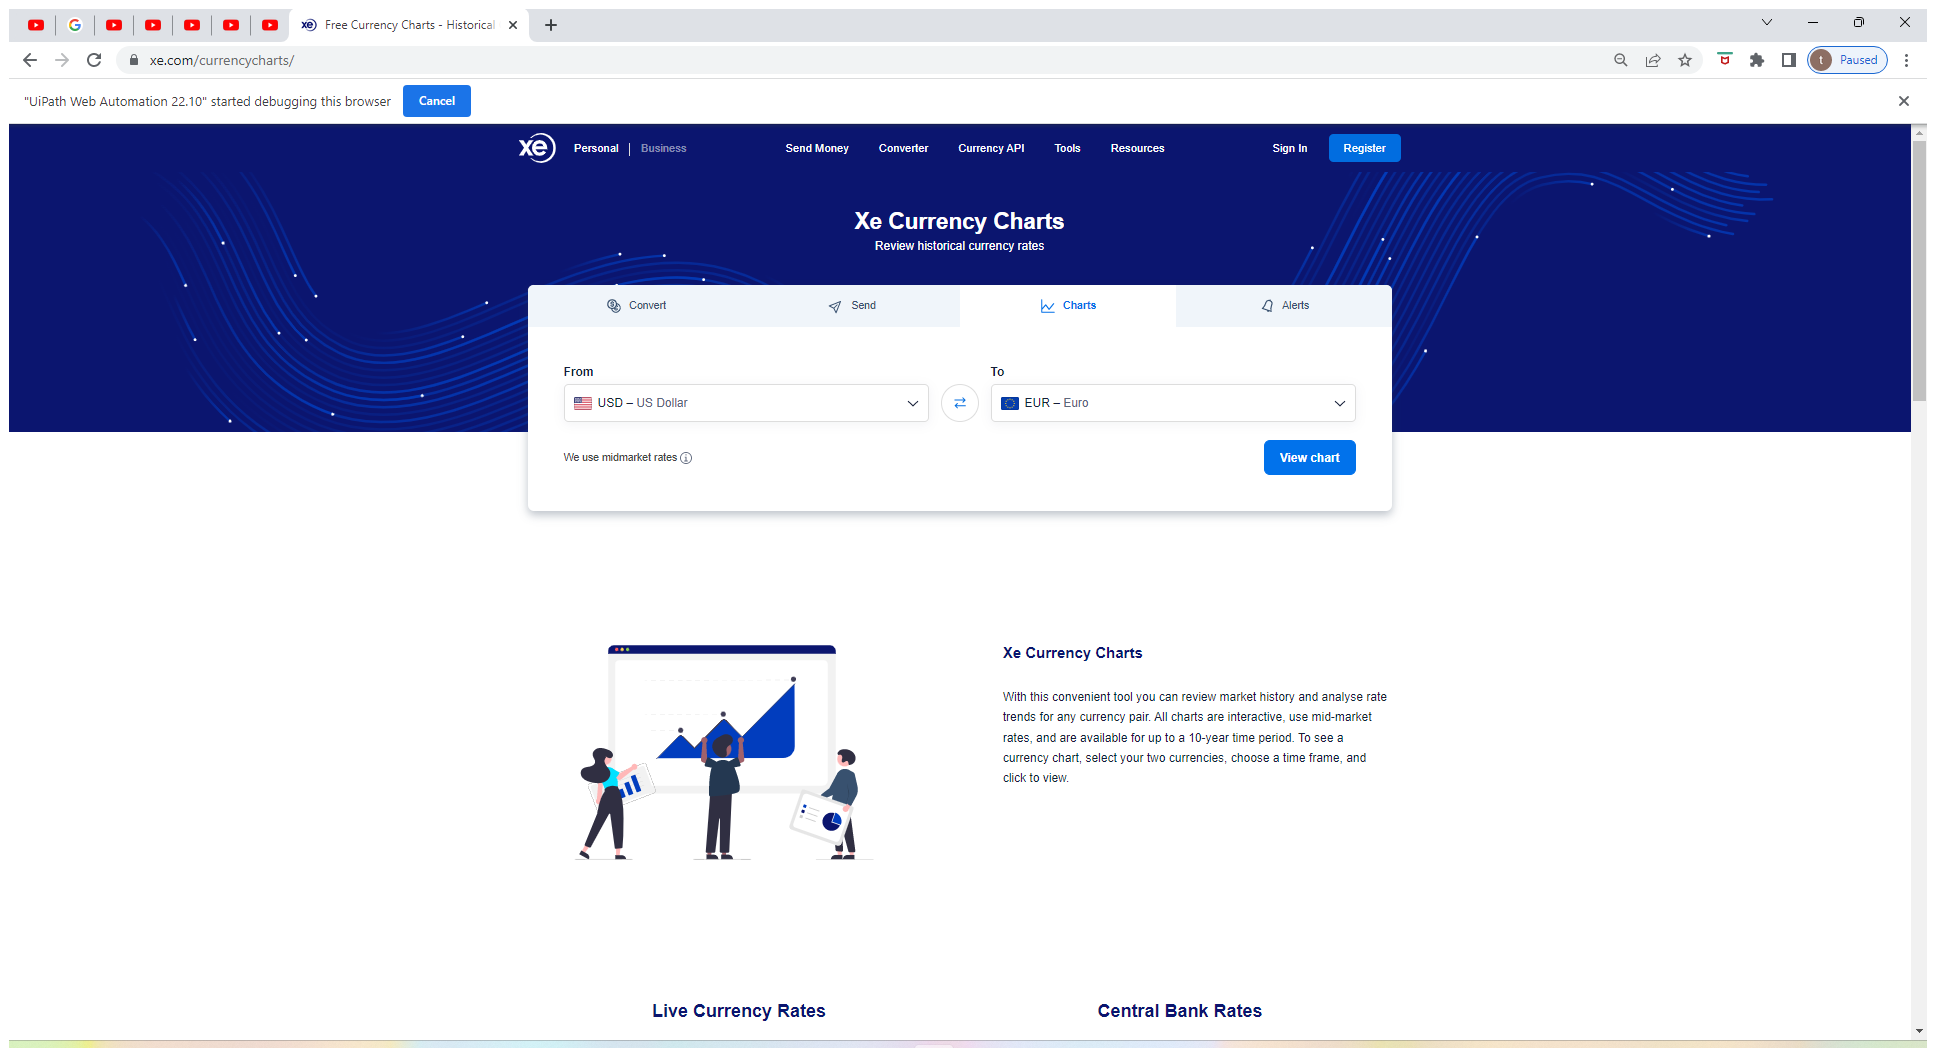 xe Free Currency Charts - Historical
xe.com/currencycharts/
t Paused
"UiPath Web Automation 22.10" started debugging this browser Cancel
xe Personal | Business Send Money Converter Currency API Tools Resources Sign In Register
Xe Currency Charts
Review historical currency rates
Convert Send Charts Alerts
From To
USD – US Dollar EUR – Euro
We use midmarket rates View chart
Xe Currency Charts
With this convenient tool you can review market history and analyse rate
trends for any currency pair. All charts are interactive, use mid-market
rates, and are available for up to a 10-year time period. To see a
currency chart, select your two currencies, choose a time frame, and
click to view.
Live Currency Rates Central Bank Rates